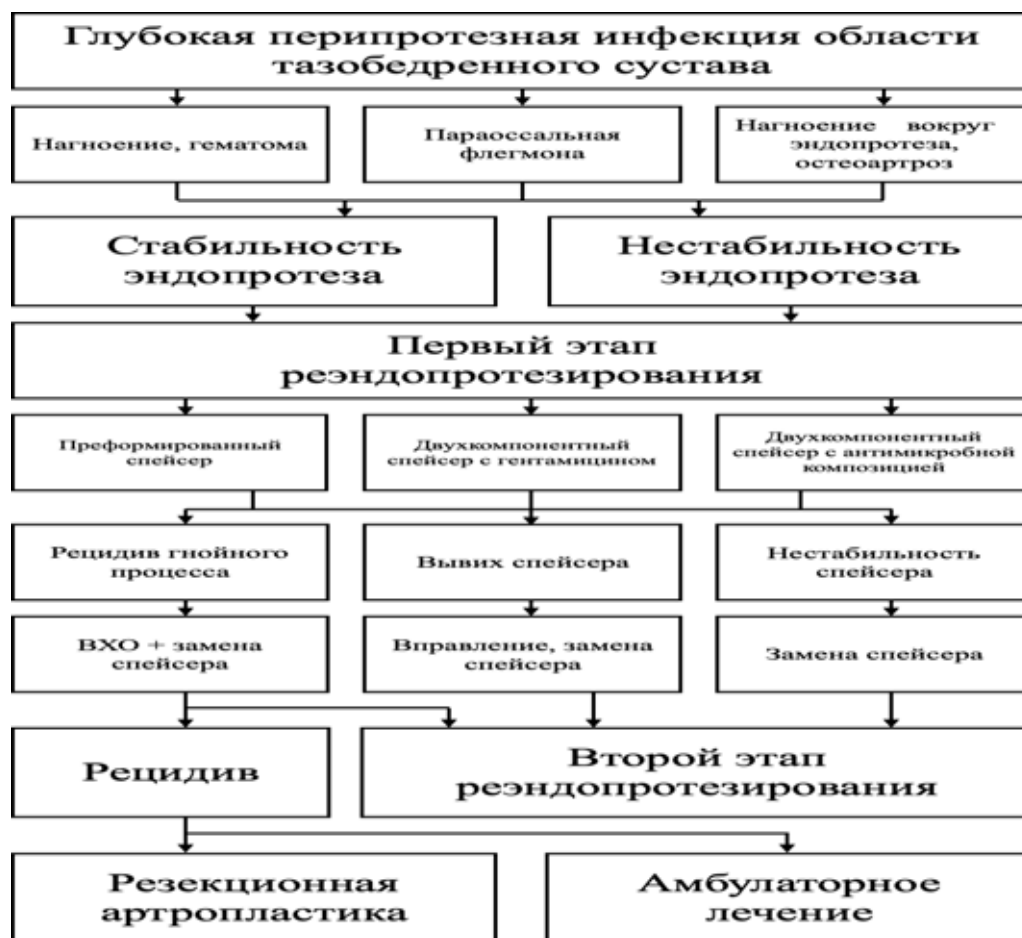 Глубокая перипротезная инфекция области
тазобедренного сустава
Нагноение, гематома
Параоссальная
флегмона
Нагноение вокруг
эндопротеза,
остеоартроз
Стабильность
эндопротеза
Нестабильность
эндопротеза
Первый этап
реэндопротезирования
Преформированный
спейсер
Двухкомпонентный
спейсер с гентамицином
Двухкомпонентный
спейсер с антимикробной
композицией
Рецидив гнойного
процесса
Вывих спейсера
Нестабильность
спейсера
ВХО + замена
спейсера
Вправление, замена
спейсера
Замена спейсера
Рецидив
Второй этап
реэндопротезирования
Резекционная
артропластика
Амбулаторное
лечение